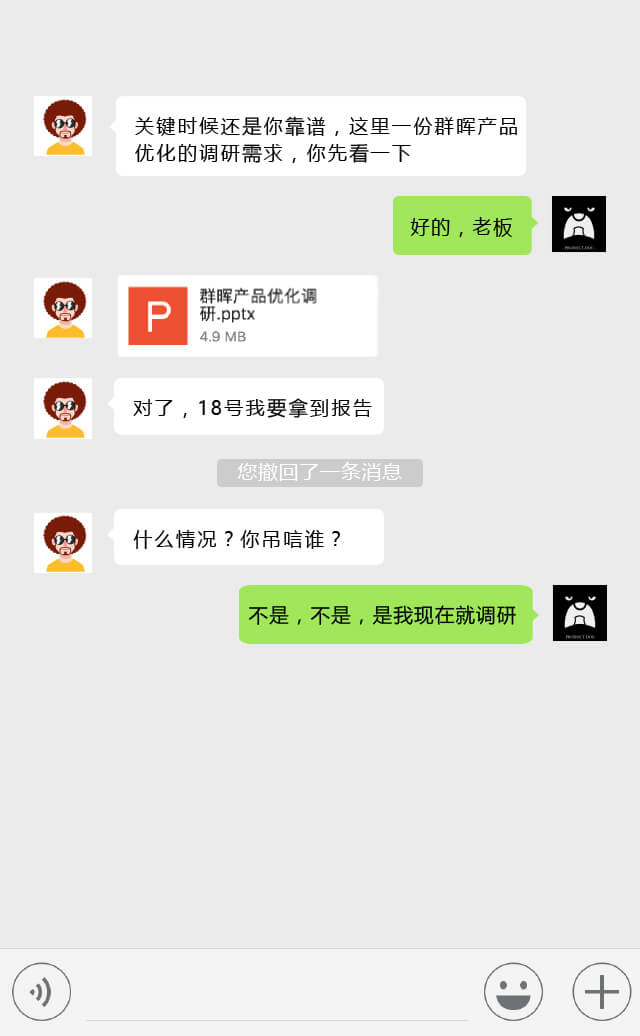 关键时候还是你靠谱，这里一份群晖产品
优化的调研需求，你先看一下
好的，老板
P
群晖产品优化调
研.pptx
4.9 MB
对了，18号我要拿到报告
您撤回了一条消息
什么情况？你吊唁谁？
不是，不是，是我现在就调研